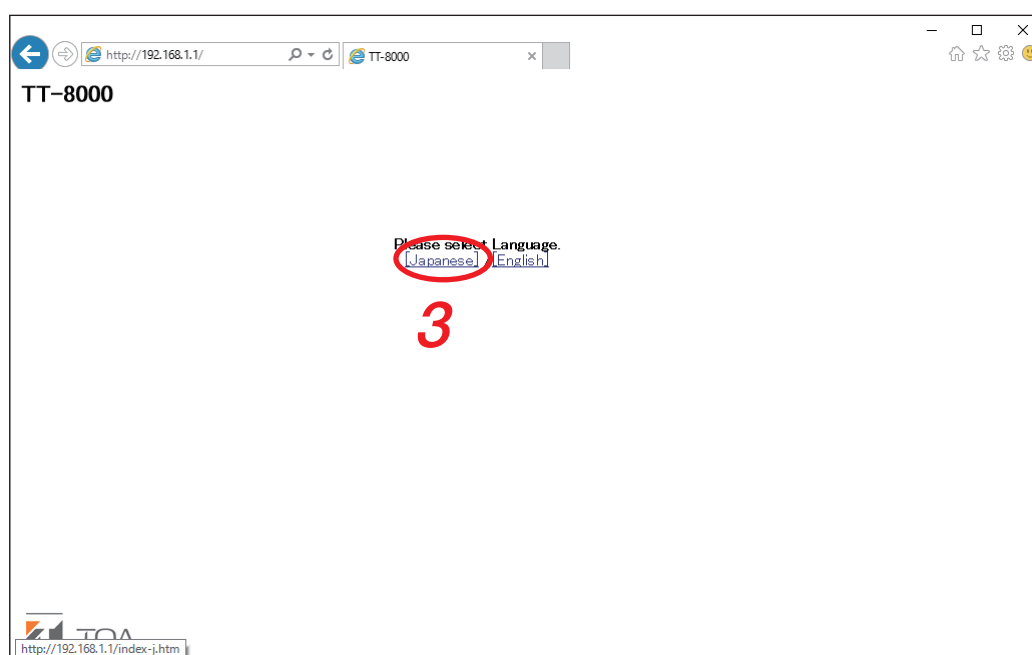 http://192.168.1.1/
TT-8000
TT-8000
Please select Language.
[Japanese] / [English]
3
TOA
http://192.168.1.1/index-j.htm